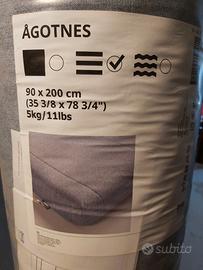 ÅGOTNES
90 x 200 cm
(35 3/8 x 78 3/4")
5kg/11lbs
subito